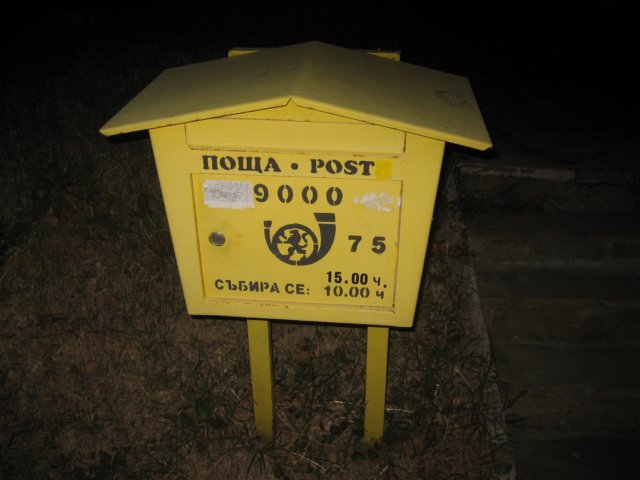 ПОЩА • POST
9000
75
15.00 ч.
СЪБИРА СЕ: 10.00 ч